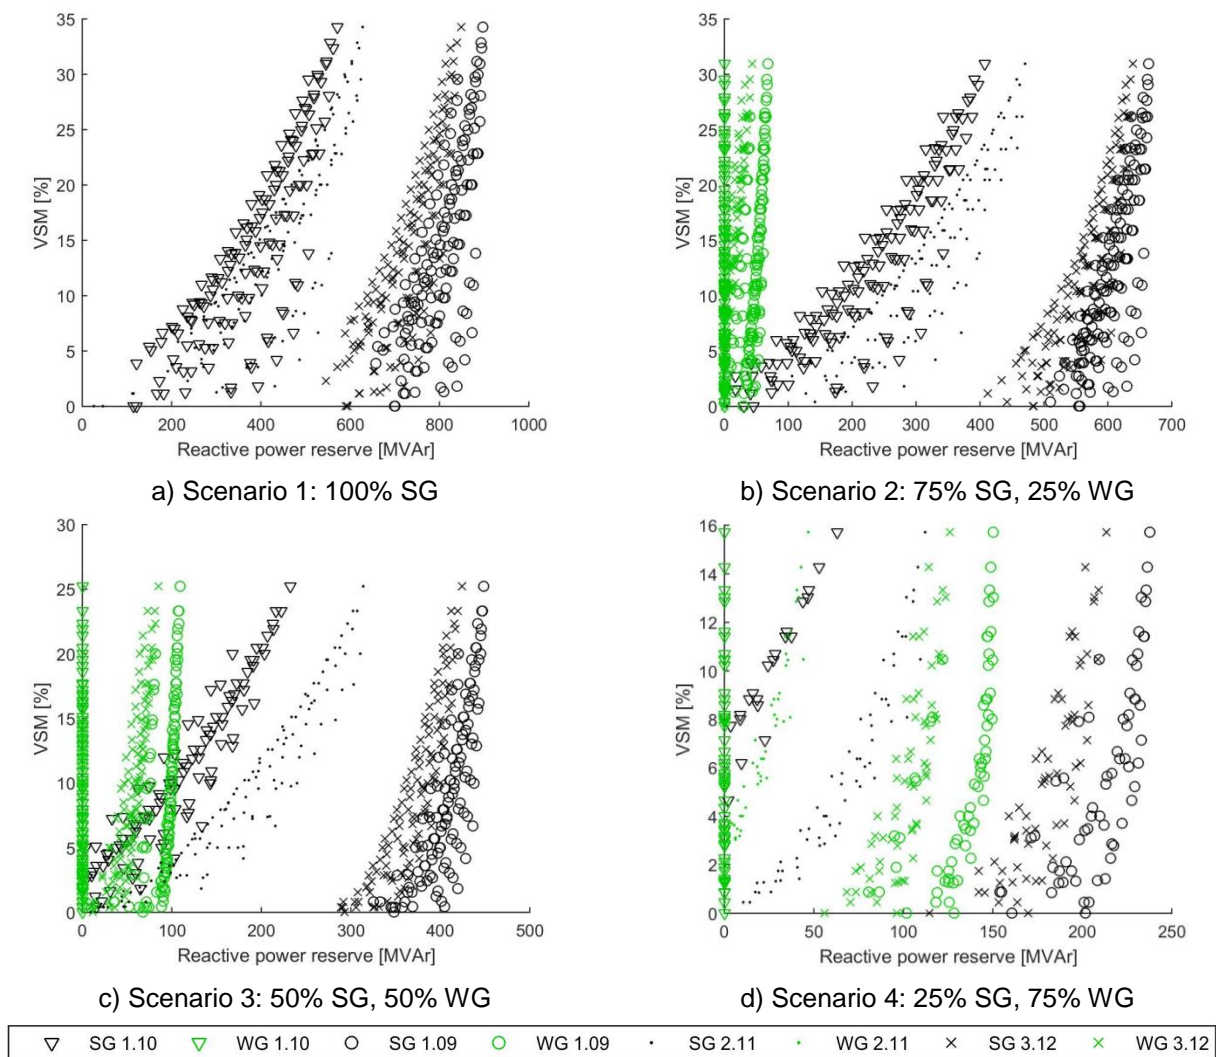 35
30
25
20
15
10
5
0
VSM [%]
0 200 400 600 800 1000
Reactive power reserve [MVAr]
a) Scenario 1: 100% SG
35
30
25
20
15
10
5
0
VSM [%]
0 100 200 300 400 500 600 700
Reactive power reserve [MVAr]
b) Scenario 2: 75% SG, 25% WG
30
25
20
15
10
5
0
VSM [%]
0 100 200 300 400 500
Reactive power reserve [MVAr]
c) Scenario 3: 50% SG, 50% WG
16
14
12
10
8
6
4
2
0
VSM [%]
0 50 100 150 200 250
Reactive power reserve [MVAr]
d) Scenario 4: 25% SG, 75% WG
SG 1.10 WG 1.10 SG 1.09 WG 1.09 SG 2.11 WG 2.11 SG 3.12 WG 3.12